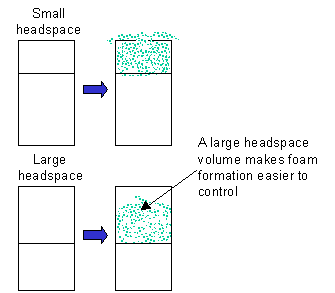 Small
headspace
Large
headspace
A large headspace
volume makes foam
formation easier to
control